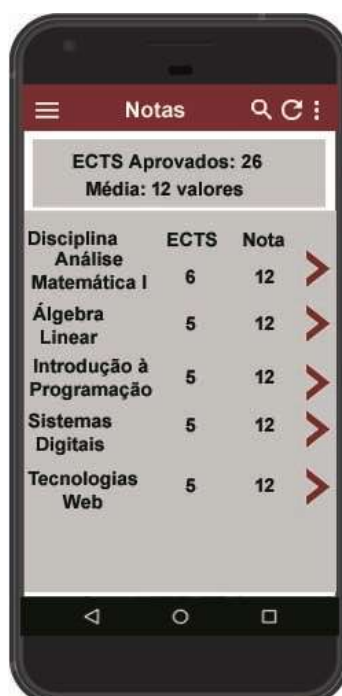 Notas
ECTS Aprovados: 26
Média: 12 valores
Disciplina ECTS Nota
Análise
Matemática I 6 12
Álgebra
Linear 5 12
Introdução à
Programação 5 12
Sistemas
Digitais 5 12
Tecnologias
Web 5 12